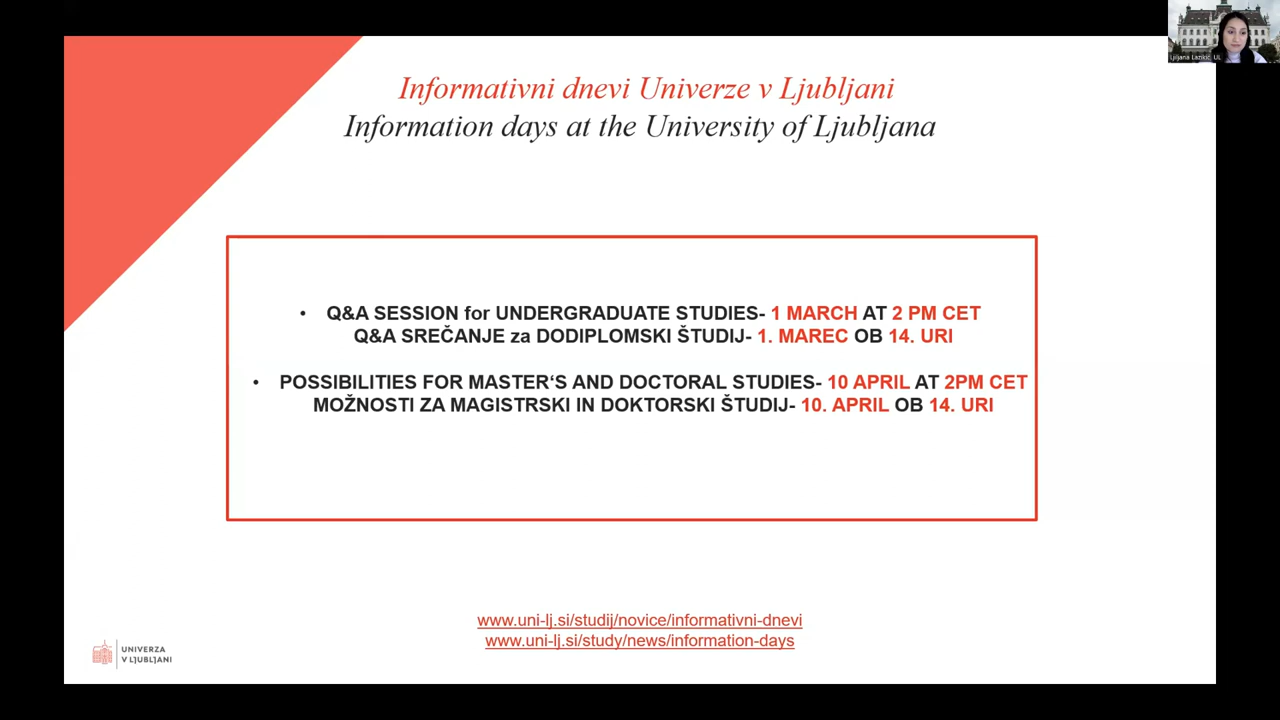 Ljiljana Lazikić, UL
Informativni dnevi Univerze v Ljubljani
Information days at the University of Ljubljana
• Q&A SESSION for UNDERGRADUATE STUDIES- 1 MARCH AT 2 PM CET
Q&A SREČANJE za DODIPLOMSKI ŠTUDIJ- 1. MAREC OB 14. URI
• POSSIBILITIES FOR MASTER‘S AND DOCTORAL STUDIES- 10 APRIL AT 2PM CET
MOŽNOSTI ZA MAGISTRSKI IN DOKTORSKI ŠTUDIJ- 10. APRIL OB 14. URI
www.uni-lj.si/studij/novice/informativni-dnevi
www.uni-lj.si/study/news/information-days
UNIVERZA
V LJUBLJANI